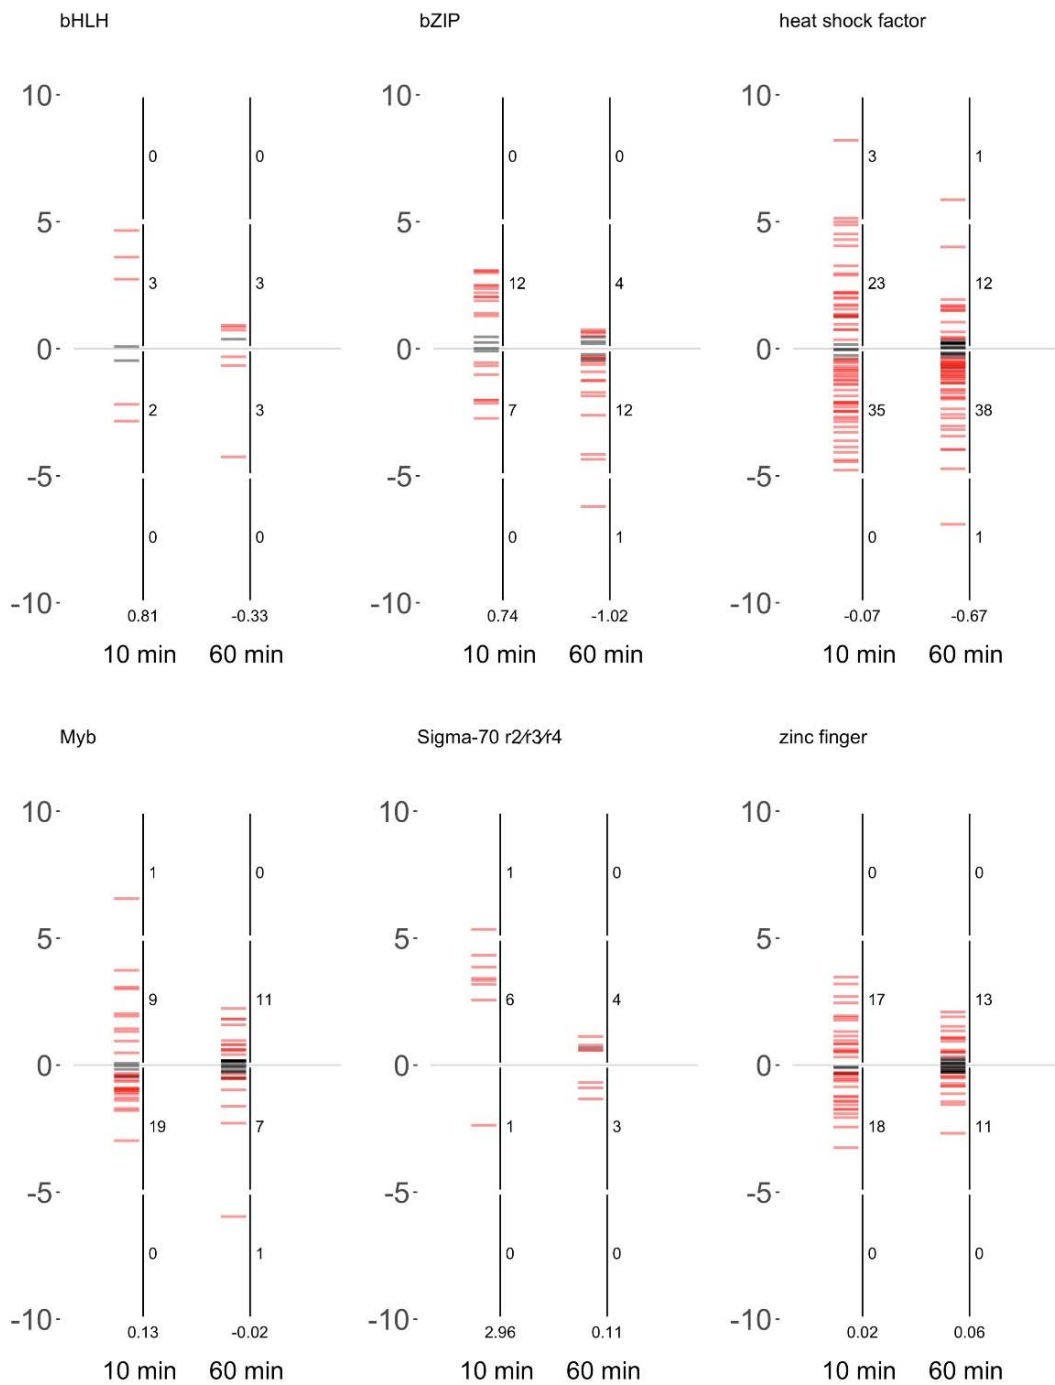 bHLH bZIP heat shock factor
10 10 10
0 0 0 0 3 1
5 5 5
3 3 12 4 23 12
0 0 0
2 3 7 12 35 38
-5 -5 -5
0 0 0 1 0 1
-10 -10 -10
0.81 -0.33 0.74 -1.02 -0.07 -0.67
10 min 60 min 10 min 60 min 10 min 60 min
Myb Sigma-70 r2/r3/r4 zinc finger
10 10 10
1 0 1 0 0 0
5 5 5
9 11 6 4 17 13
0 0 0
19 7 1 3 18 11
-5 -5 -5
0 1 0 0 0 0
-10 -10 -10
0.13 -0.02 2.96 0.11 0.02 0.06
10 min 60 min 10 min 60 min 10 min 60 min